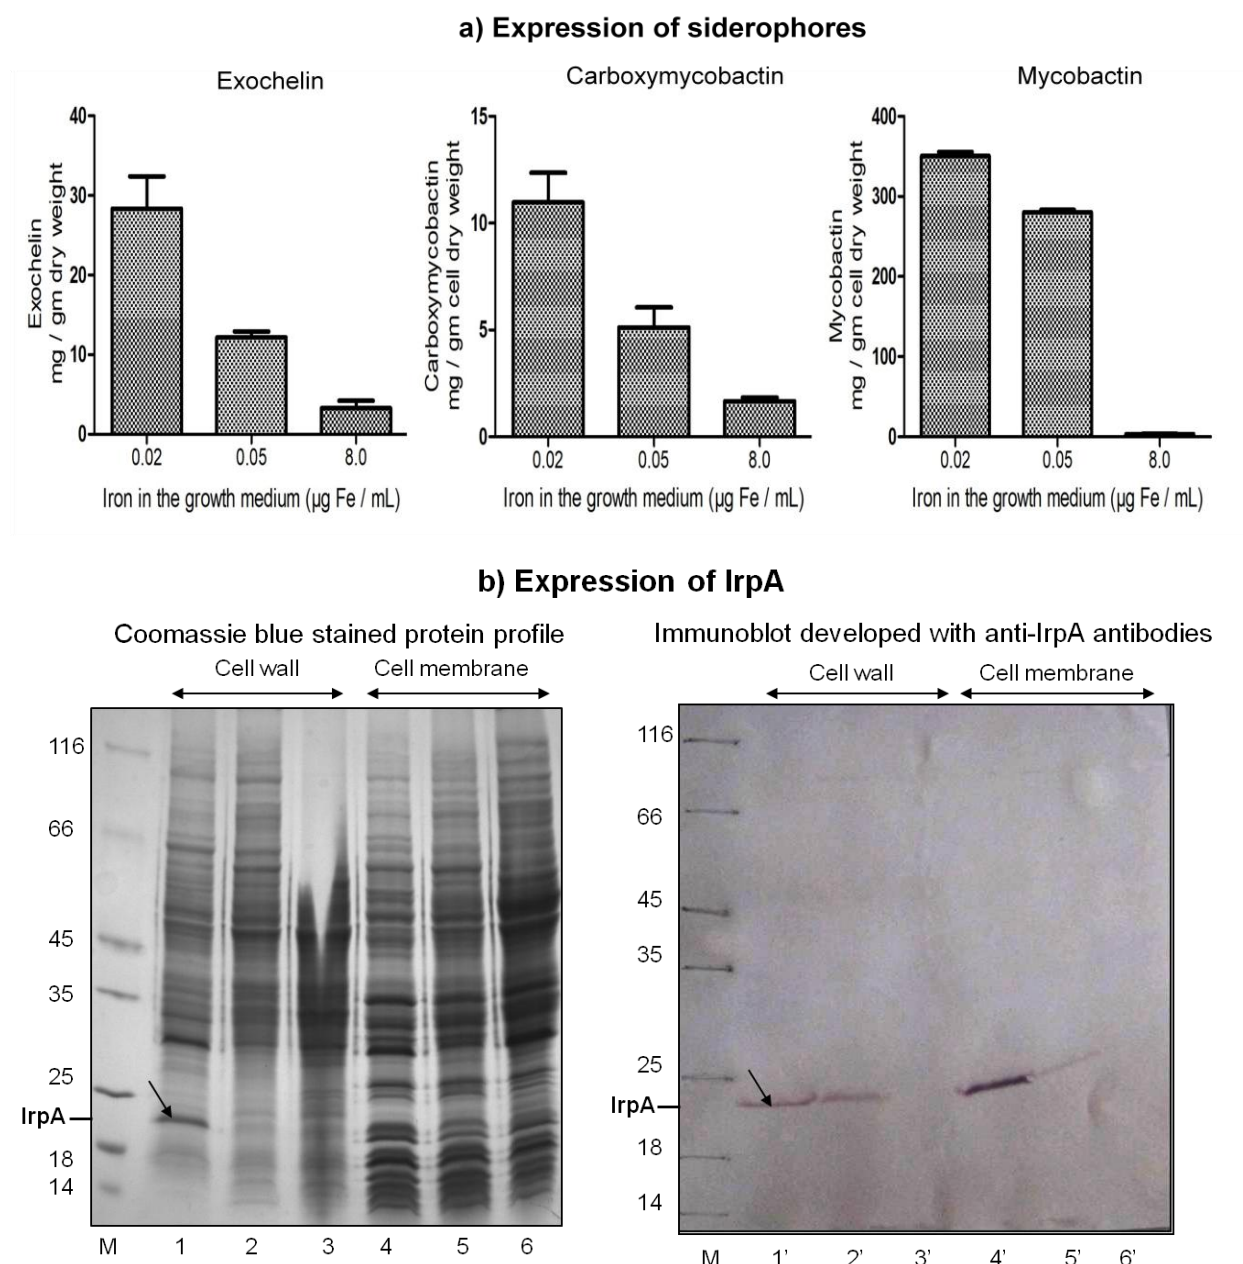 a) Expression of siderophores
Exochelin
Carboxymycobactin
Mycobactin
Exochelin
mg / gm dry weight
40
30
20
10
0
0.02 0.05 8.0
Iron in the growth medium (µg Fe / mL)
Carboxymycobactin
mg / gm cell dry weight
15
10
5
0
0.02 0.05 8.0
Iron in the growth medium (µg Fe / mL)
Mycobactin
mg / gm cell dry weight
400
300
200
100
0
0.02 0.05 8.0
Iron in the growth medium (µg Fe / mL)
b) Expression of IrpA
Coomassie blue stained protein profile
Cell wall Cell membrane
116
66
45
35
25
IrpA
18
14
M 1 2 3 4 5 6
Immunoblot developed with anti-IrpA antibodies
Cell wall Cell membrane
116
66
45
35
25
IrpA
18
14
M 1' 2' 3' 4' 5' 6'